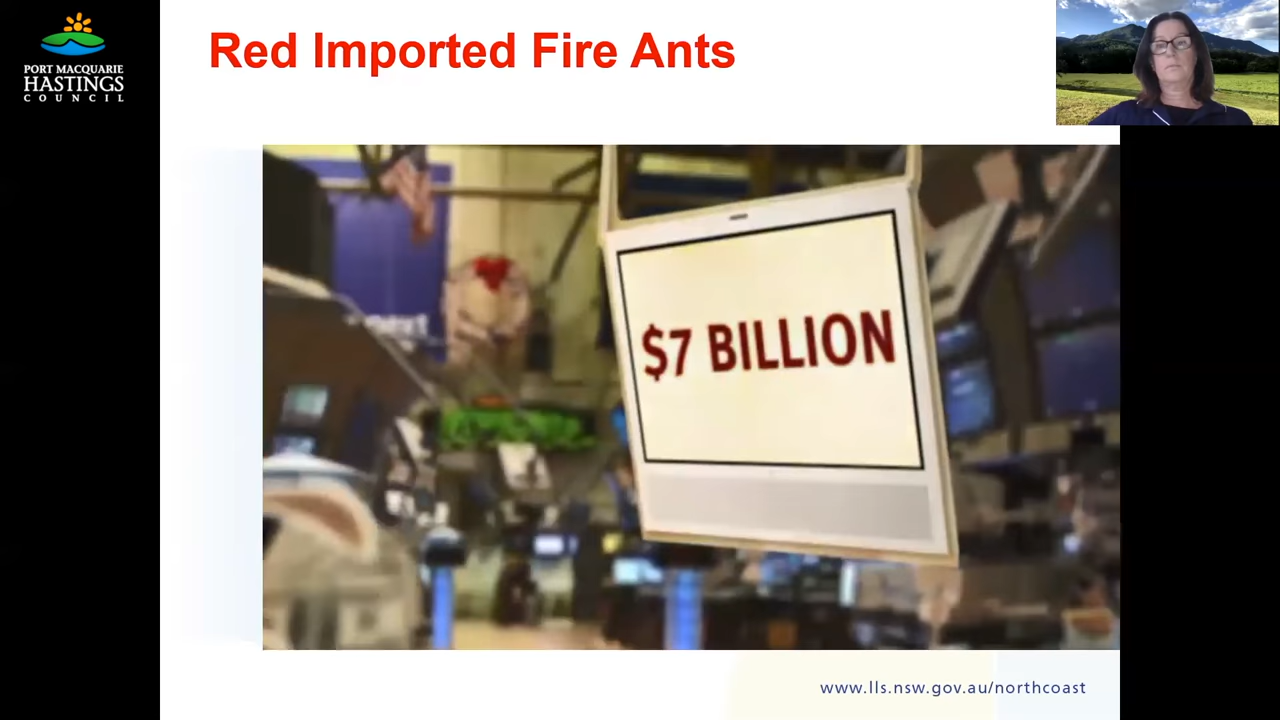 Red Imported Fire Ants
PORT MACQUARIE
HASTINGS
COUNCIL
$7 BILLION
www.lls.nsw.gov.au/northcoast